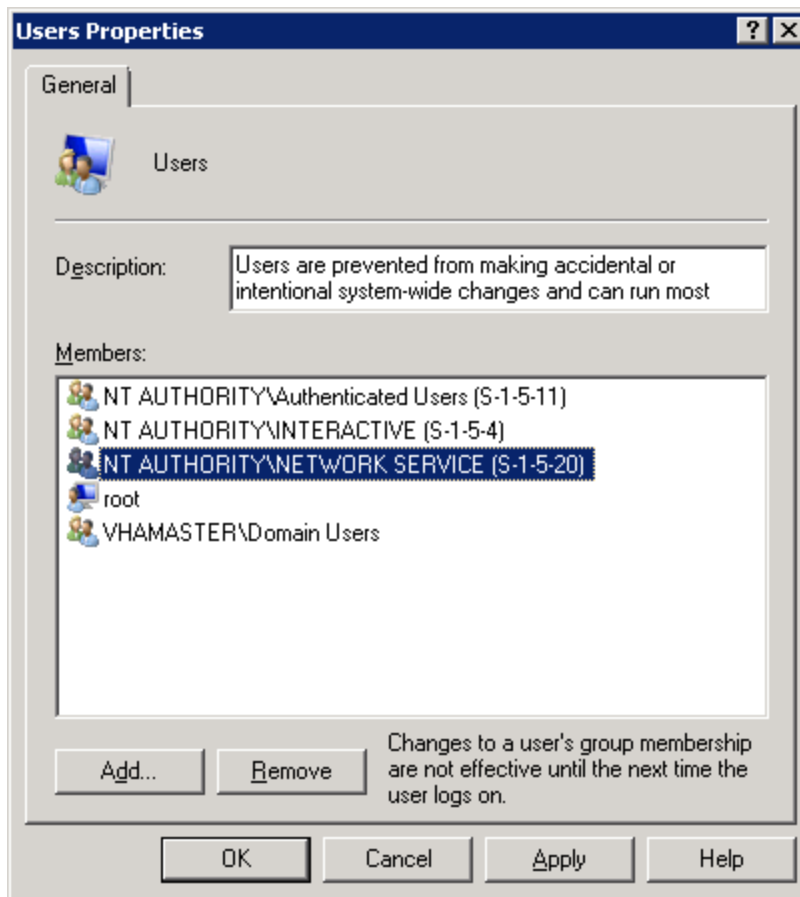 Users Properties
General
Users
Description:
Users are prevented from making accidental or
intentional system-wide changes and can run most
Members:
NT AUTHORITY\Authenticated Users (S-1-5-11)
NT AUTHORITY\INTERACTIVE (S-1-5-4)
NT AUTHORITY\NETWORK SERVICE (S-1-5-20)
root
VHAMASTER\Domain Users
Add...
Remove
Changes to a user's group membership
are not effective until the next time the
user logs on.
OK
Cancel
Apply
Help